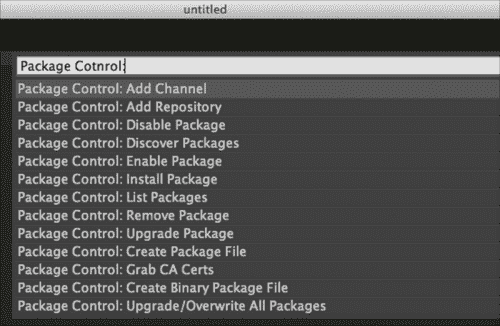 untitled
Package Cotnrol:
Package Control: Add Channel
Package Control: Add Repository
Package Control: Disable Package
Package Control: Discover Packages
Package Control: Enable Package
Package Control: Install Package
Package Control: List Packages
Package Control: Remove Package
Package Control: Upgrade Package
Package Control: Create Package File
Package Control: Grab CA Certs
Package Control: Create Binary Package File
Package Control: Upgrade/Overwrite All Packages